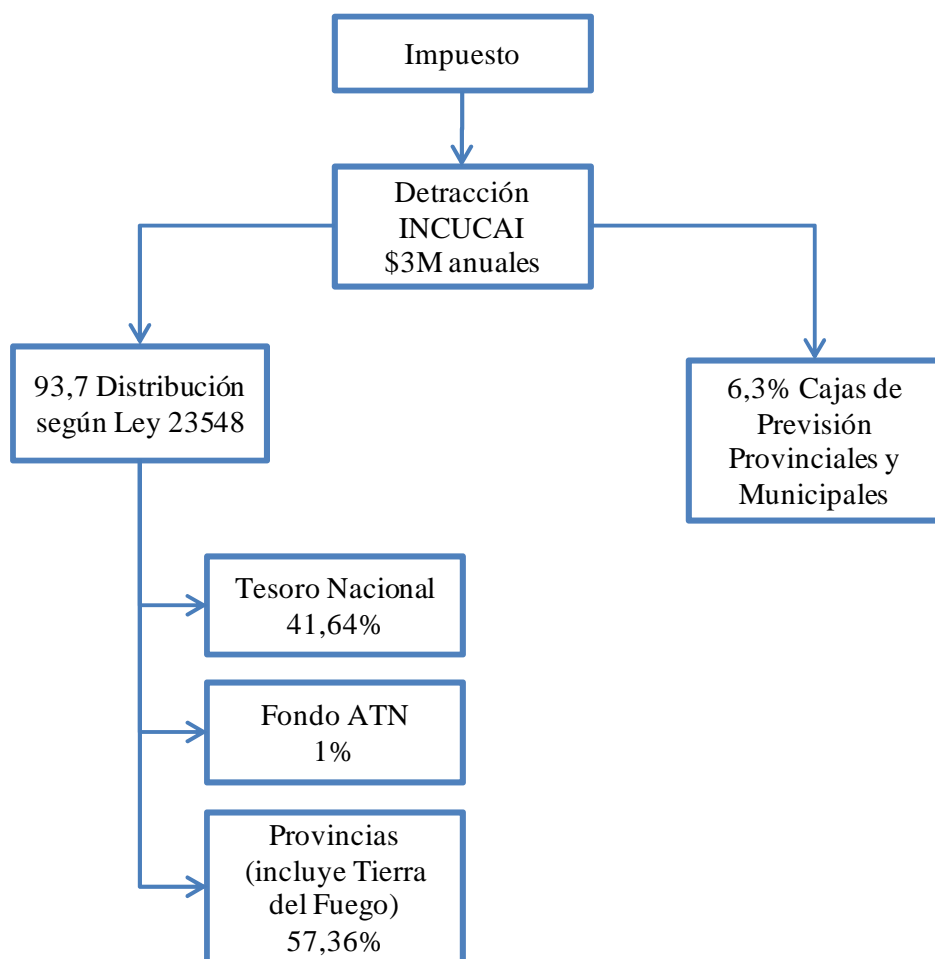 Impuesto
Detracción
INCUCAI
$3M anuales
93,7 Distribución
según Ley 23548
6,3% Cajas de
Previsión
Provinciales y
Municipales
Tesoro Nacional
41,64%
Fondo ATN
1%
Provincias
(incluye Tierra
del Fuego)
57,36%